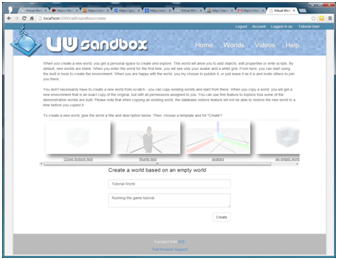 localhost:3000/adl/sandbox/create
Logout Account Logged in as Tutorial User
VW sandbox
Home Worlds Videos Help
When you create a new world, you get a personal space to create and explore. This world will allow you to add objects, edit properties or write scripts. By
default, new worlds are blank. When you enter the world for the first time, you will see only your avatar and a white grid. From here, you can start using
the built in tools to create the environment. When you are happy with the world, you my choose to publish it, or just leave it as it is and invite others to join
you there.
You don't necessarily have to create a new world from scratch - you can copy existing worlds and start from there. When you copy a world, you will get a
new environment that is an exact copy of the original, but with all permissions assigned to you. You can use this feature to explore how some of the
demonstration worlds are built. Please note that when copying an existing world, the database restore feature will not be able to restore the new world to a
time before you copied it.
To create a new world, give the world a title and description below. Then, choose a template and hit "Create"!
avatars
an empty world
Create a world based on an empty world
Tutorial World
Running the game tutorial
Create